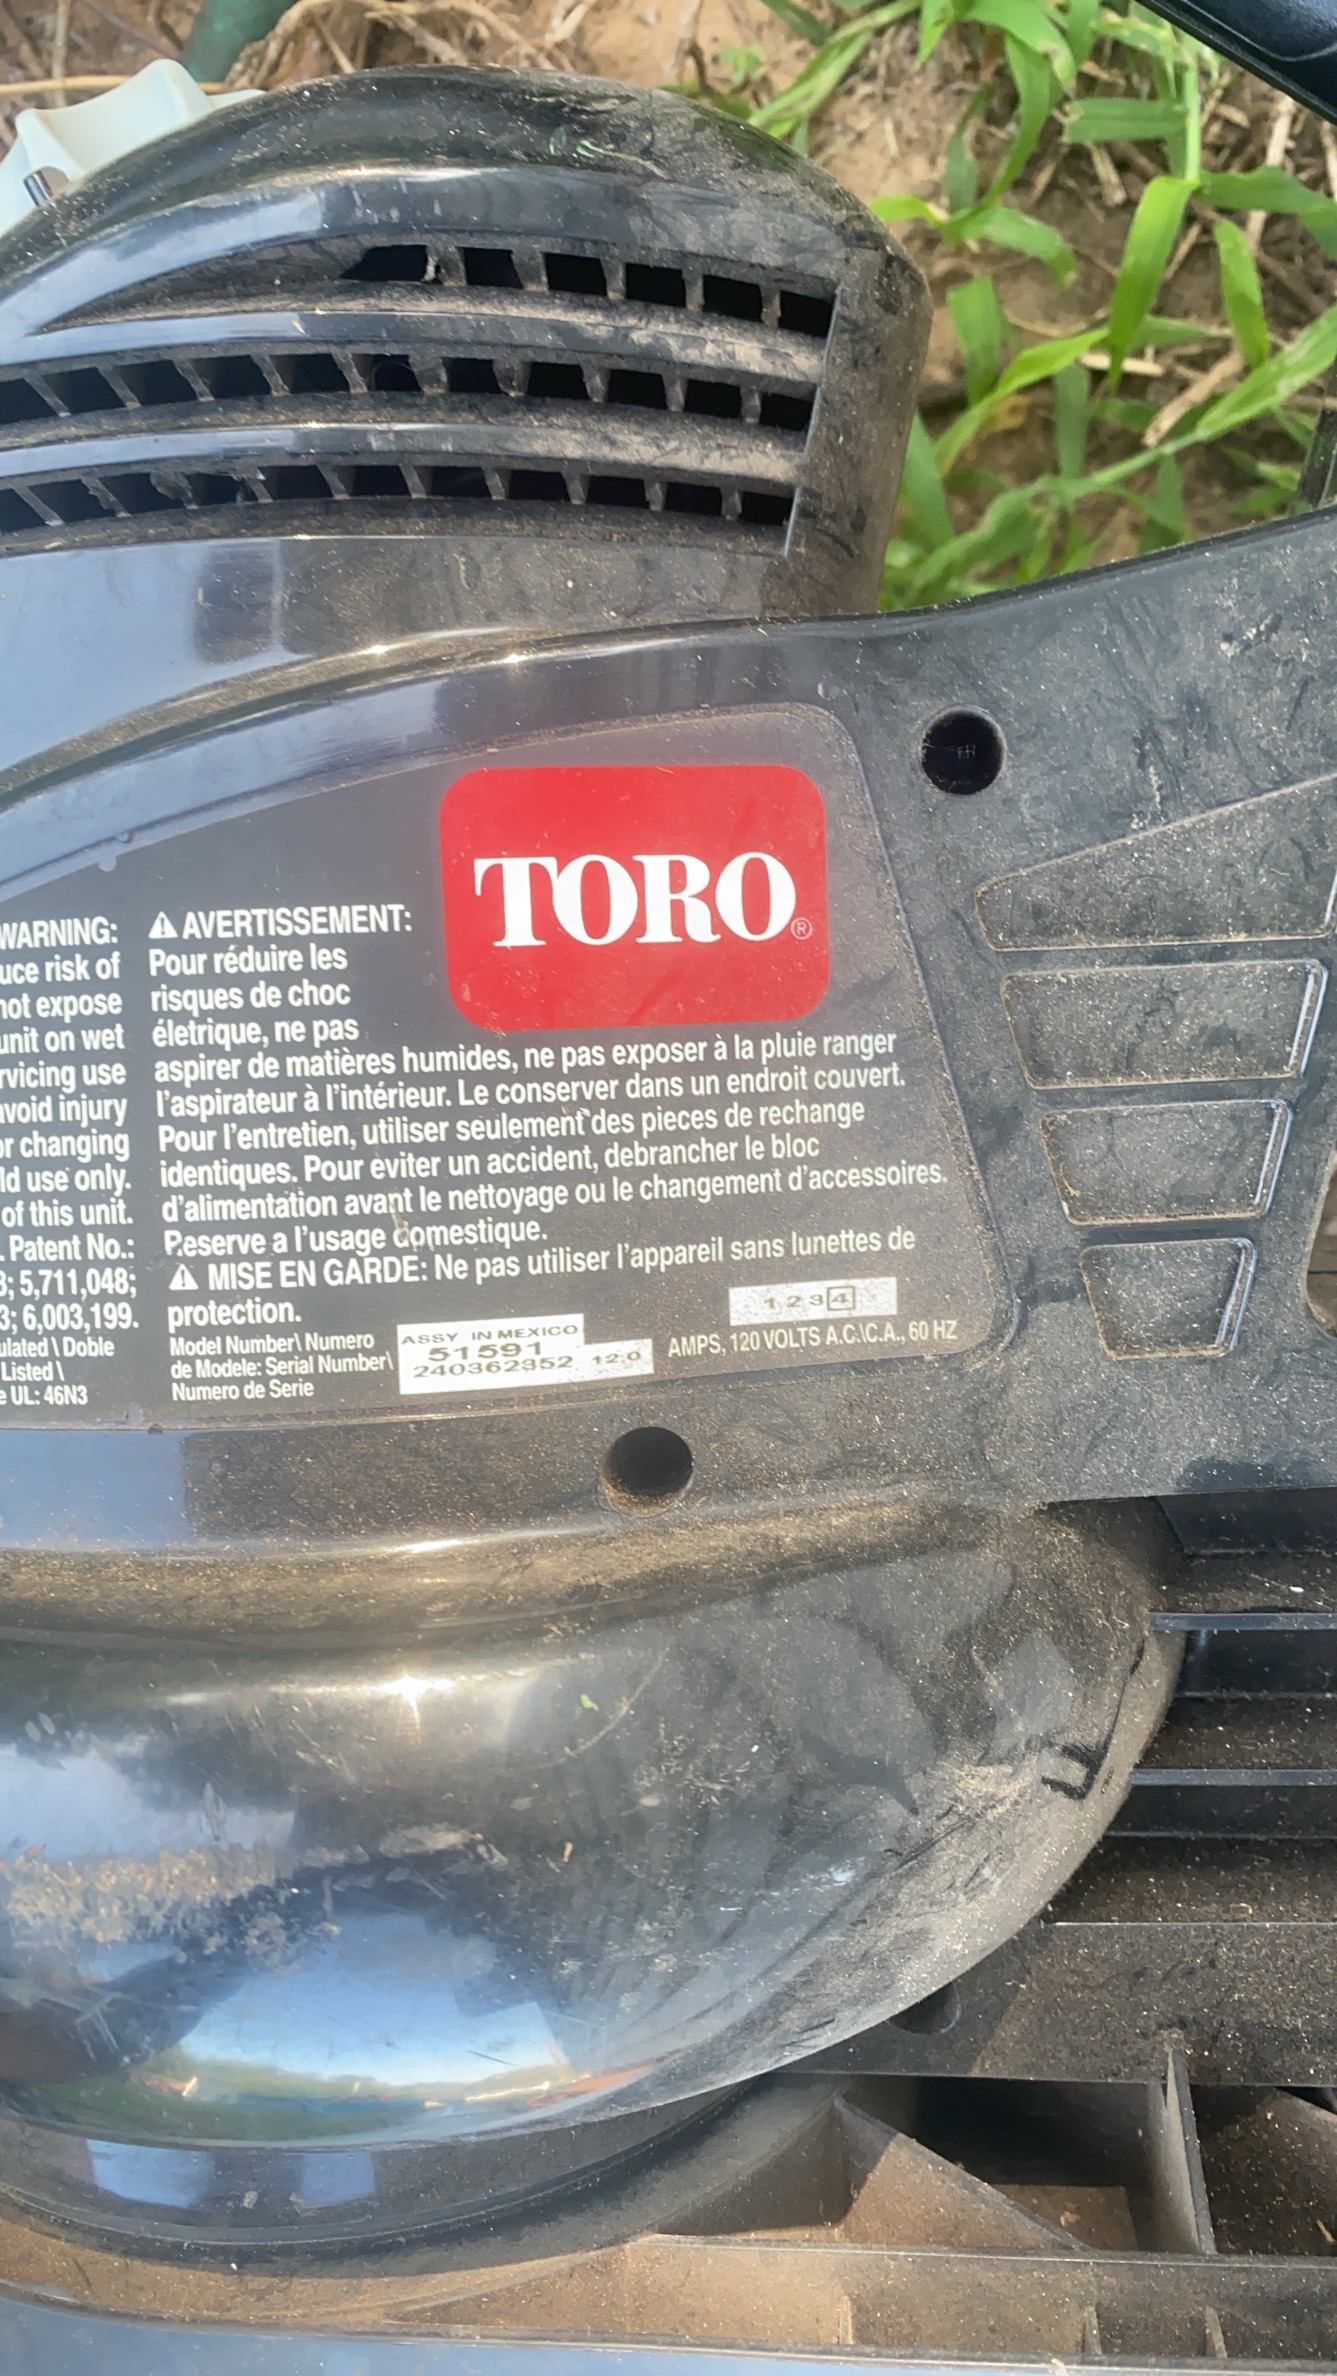 TORO®
WARNING:
uce risk of
not expose
unit on wet
rvicing use
avoid injury
or changing
ld use only.
of this unit.
. Patent No.:
3; 5,711,048;
3; 6,003,199.
ulated \ Doble
Listed \
e UL: 46N3
AVERTISSEMENT:
Pour réduire les
risques de choc
életrique, ne pas
aspirer de matières humides, ne pas exposer à la pluie ranger
l'aspirateur à l'intérieur. Le conserver dans un endroit couvert.
Pour l'entretien, utiliser seulement des pieces de rechange
identiques. Pour eviter un accident, debrancher le bloc
d'alimentation avant le nettoyage ou le changement d'accessoires.
Reserve a l'usage domestique.
MISE EN GARDE: Ne pas utiliser l'appareil sans lunettes de
protection.
Model Number\ Numero
de Modele: Serial Number\
Numero de Serie
ASSY IN MEXICO
51591
240362352 12.0
1 2 3 4
AMPS, 120 VOLTS A.C.\C.A., 60 HZ